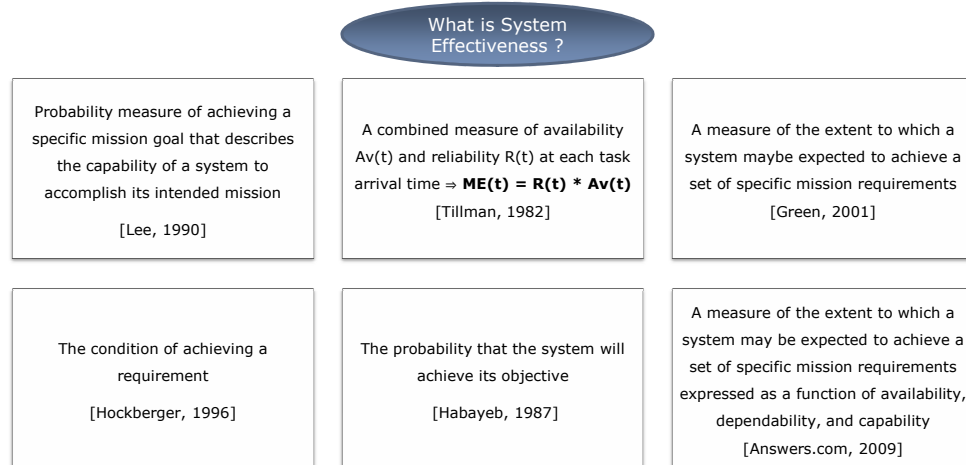 What is System
Effectiveness ?
Probability measure of achieving a
specific mission goal that describes
the capability of a system to
accomplish its intended mission
[Lee, 1990]
A combined measure of availability
Av(t) and reliability R(t) at each task
arrival time ⇒ ME(t) = R(t) * Av(t)
[Tillman, 1982]
A measure of the extent to which a
system maybe expected to achieve a
set of specific mission requirements
[Green, 2001]
The condition of achieving a
requirement
[Hockberger, 1996]
The probability that the system will
achieve its objective
[Habayeb, 1987]
A measure of the extent to which a
system may be expected to achieve a
set of specific mission requirements
expressed as a function of availability,
dependability, and capability
[Answers.com, 2009]